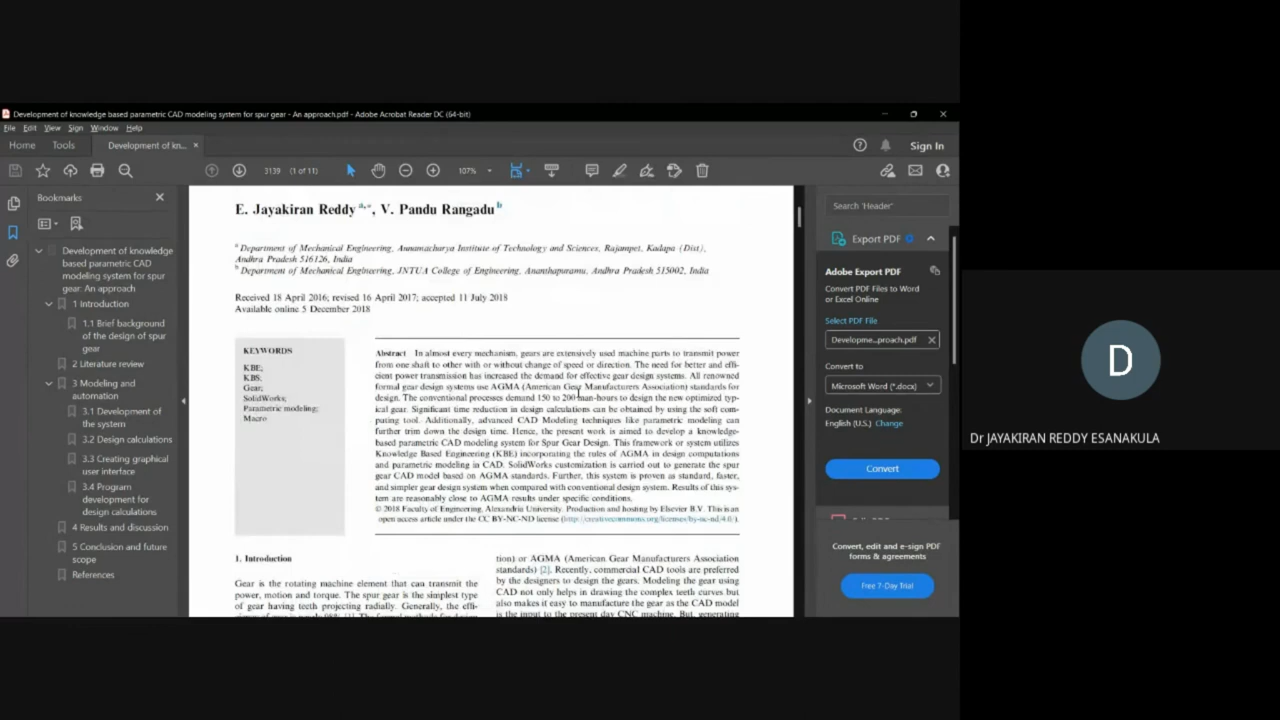 Development of knowledge based parametric CAD modeling system for spur gear - An approach.pdf - Adobe Acrobat Reader DC (64-bit)
File Edit View Sign Window Help
Home Tools Development of kn... ×
Sign In
3139 (1 of 11) 107%
Bookmarks
Development of knowledge
based parametric CAD
modeling system for spur
gear: An approach
1 Introduction
1.1 Brief background
of the design of spur
gear
2 Literature review
3 Modeling and
automation
3.1 Development of
the system
3.2 Design calculations
3.3 Creating graphical
user interface
3.4 Program
development for
design calculations
4 Results and discussion
5 Conclusion and future
scope
References
E. Jayakiran Reddy a,*, V. Pandu Rangadu b
a Department of Mechanical Engineering, Annamacharya Institute of Technology and Sciences, Rajampet, Kadapa (Dist),
Andhra Pradesh 516126, India
b Department of Mechanical Engineering, JNTUA College of Engineering, Ananthapuramu, Andhra Pradesh 515002, India
Received 18 April 2016; revised 16 April 2017; accepted 11 July 2018
Available online 5 December 2018
KEYWORDS
KBE;
KBS;
Gear;
SolidWorks;
Parametric modeling;
Macro
Abstract In almost every mechanism, gears are extensively used machine parts to transmit power
from one shaft to other with or without change of speed or direction. The need for better and effi-
cient power transmission has increased the demand for effective gear design systems. All renowned
formal gear design systems use AGMA (American Gear Manufacturers Association) standards for
design. The conventional processes demand 150 to 200 man-hours to design the new optimized typ-
ical gear. Significant time reduction in design calculations can be obtained by using the soft com-
puting tool. Additionally, advanced CAD Modeling techniques like parametric modeling can
further trim down the design time. Hence, the present work is aimed to develop a knowledge-
based parametric CAD modeling system for Spur Gear Design. This framework or system utilizes
Knowledge Based Engineering (KBE) incorporating the rules of AGMA in design computations
and parametric modeling in CAD. SolidWorks customization is carried out to generate the spur
gear CAD model based on AGMA standards. Further, this system is proven as standard, faster,
and simpler gear design system when compared with conventional design system. Results of this sys-
tem are reasonably close to AGMA results under specific conditions.
© 2018 Faculty of Engineering, Alexandria University. Production and hosting by Elsevier B.V. This is an
open access article under the CC BY-NC-ND license (http://creativecommons.org/licenses/by-nc-nd/4.0/).
1. Introduction
Gear is the rotating machine element that can transmit the
power, motion and torque. The spur gear is the simplest type
of gear having teeth projecting radially. Generally, the effi-
tion) or AGMA (American Gear Manufacturers Association
standards) [2]. Recently, commercial CAD tools are preferred
by the designers to design the gears. Modeling the gear using
CAD not only helps in drawing the complex teeth curves but
also makes it easy to manufacture the gear as the CAD model
is the input to the present day CNC machine. But, generating
Search 'Header'
Export PDF
Adobe Export PDF
Convert PDF Files to Word
or Excel Online
Select PDF File
Developme...proach.pdf
Convert to
Microsoft Word (*.docx)
Document Language:
English (U.S.) Change
Convert
Convert, edit and e-sign PDF
forms & agreements
Free 7-Day Trial
D
Dr JAYAKIRAN REDDY ESANAKULA